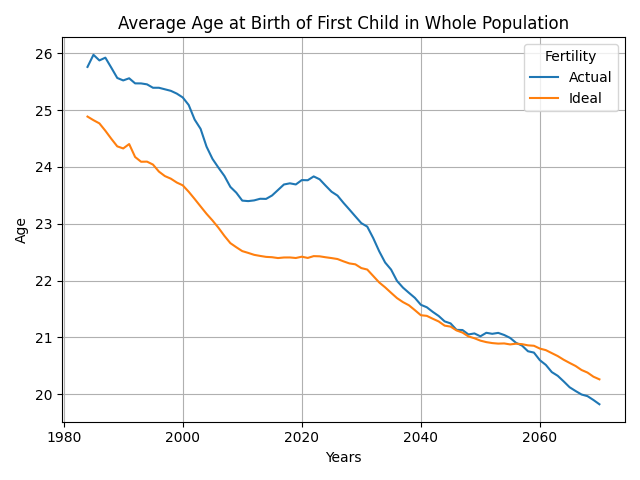 Average Age at Birth of First Child in Whole Population
Fertility
Actual
Ideal
Age
26
25
24
23
22
21
20
1980 2000 2020 2040 2060
Years